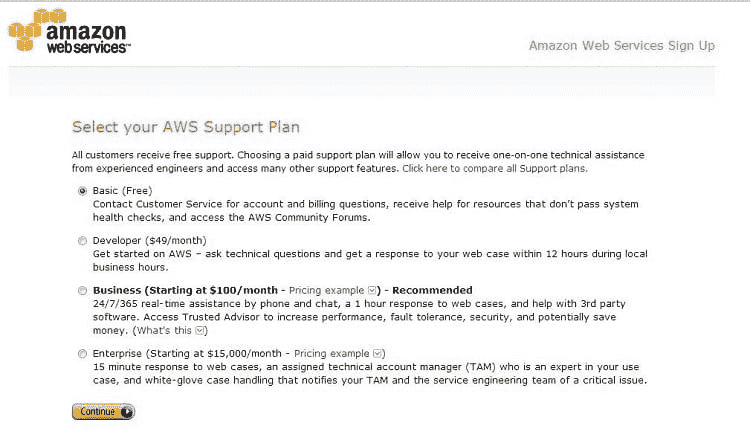 amazon
web services™
Amazon Web Services Sign Up
Select your AWS Support Plan
All customers receive free support. Choosing a paid support plan will allow you to receive one-on-one technical assistance
from experienced engineers and access many other support features. Click here to compare all Support plans.
Basic (Free)
Contact Customer Service for account and billing questions, receive help for resources that don't pass system
health checks, and access the AWS Community Forums.
Developer ($49/month)
Get started on AWS – ask technical questions and get a response to your web case within 12 hours during local
business hours.
Business (Starting at $100/month - Pricing example) - Recommended
24/7/365 real-time assistance by phone and chat, a 1 hour response to web cases, and help with 3rd party
software. Access Trusted Advisor to increase performance, fault tolerance, security, and potentially save
money. (What's this)
Enterprise (Starting at $15,000/month - Pricing example)
15 minute response to web cases, an assigned technical account manager (TAM) who is an expert in your use
case, and white-glove case handling that notifies your TAM and the service engineering team of a critical issue.
Continue